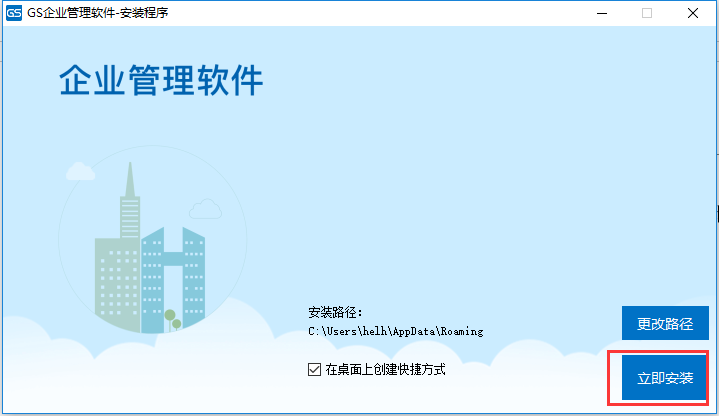 GS GS企业管理软件-安装程序
企业管理软件
安装路径：
C:\Users\helh\AppData\Roaming
更改路径
在桌面上创建快捷方式
立即安装